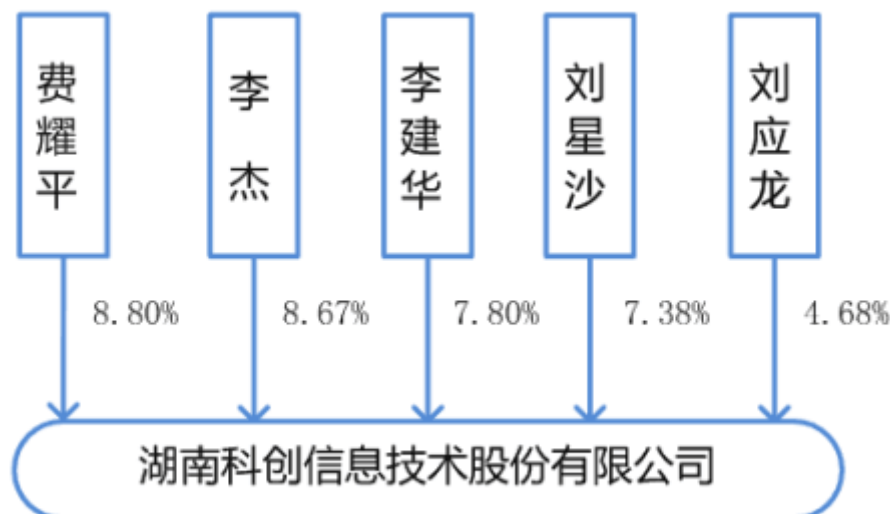 费耀平
李杰
李建华
刘星沙
刘应龙
8.80%
8.67%
7.80%
7.38%
4.68%
湖南科创信息技术股份有限公司